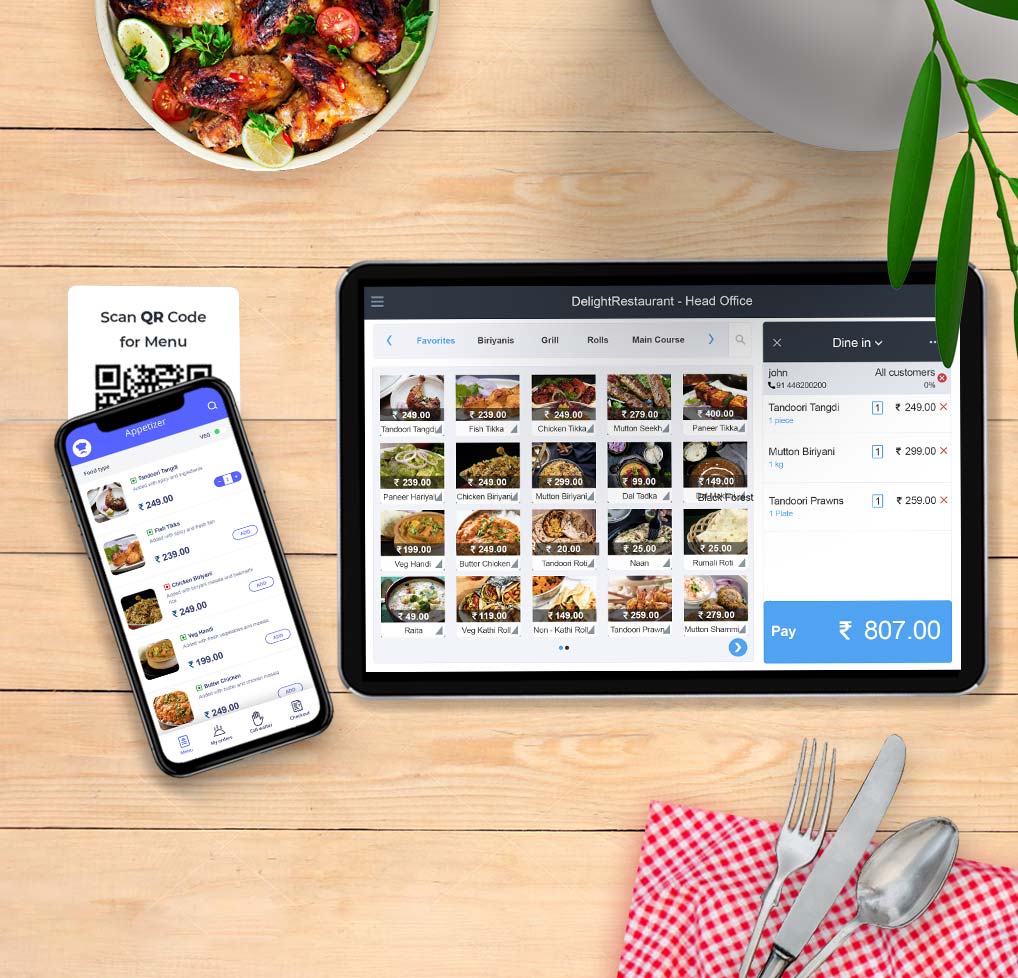 Scan QR Code
for Menu
Appetizer
Food type
VEG
Tandoori Tangdi
Added with spicy and ingredients
₹ 249.00
- 1 +
Fish Tikka
Added with spicy and fresh fish
₹ 239.00
ADD
Chicken Biriyani
Added with biriyani masala and basmathi
rice
₹ 249.00
ADD
Veg Handi
Added with fresh vegetables and masala
₹ 199.00
ADD
Butter Chicken
Added with butter and chicken masala
₹ 249.00
ADD
Menu
My orders
Call waiter
Checkout
DelightRestaurant - Head Office
Favorites Biriyanis Grill Rolls Main Course
₹ 249.00 ₹ 239.00 ₹ 249.00 ₹ 279.00 ₹ 400.00
Tandoori Tangdi Fish Tikka Chicken Tikka Mutton Seekh Paneer Tikka
₹ 239.00 ₹ 249.00 ₹ 299.00 ₹ 200.00 ₹149.00
Paneer Hariyal Chicken Biriyani Mutton Biriyani Dal Tadka Black Forest
₹199.00 ₹ 249.00 ₹ 20.00 ₹ 25.00 ₹ 25.00
Veg Handi Butter Chicken Tandoori Roti Naan Rumali Roti
₹ 49.00 ₹119.00 ₹149.00 ₹259.00 ₹ 279.00
Raita Veg Kathi Roll Non - Kathi Roll Tandoori Prawn Mutton Shammi
Dine in
john All customers
91 446200200 0%
Tandoori Tangdi 1 ₹ 249.00
1 piece
Mutton Biriyani 1 ₹ 299.00
1 kg
Tandoori Prawns 1 ₹ 259.00
1 Plate
Pay ₹ 807.00